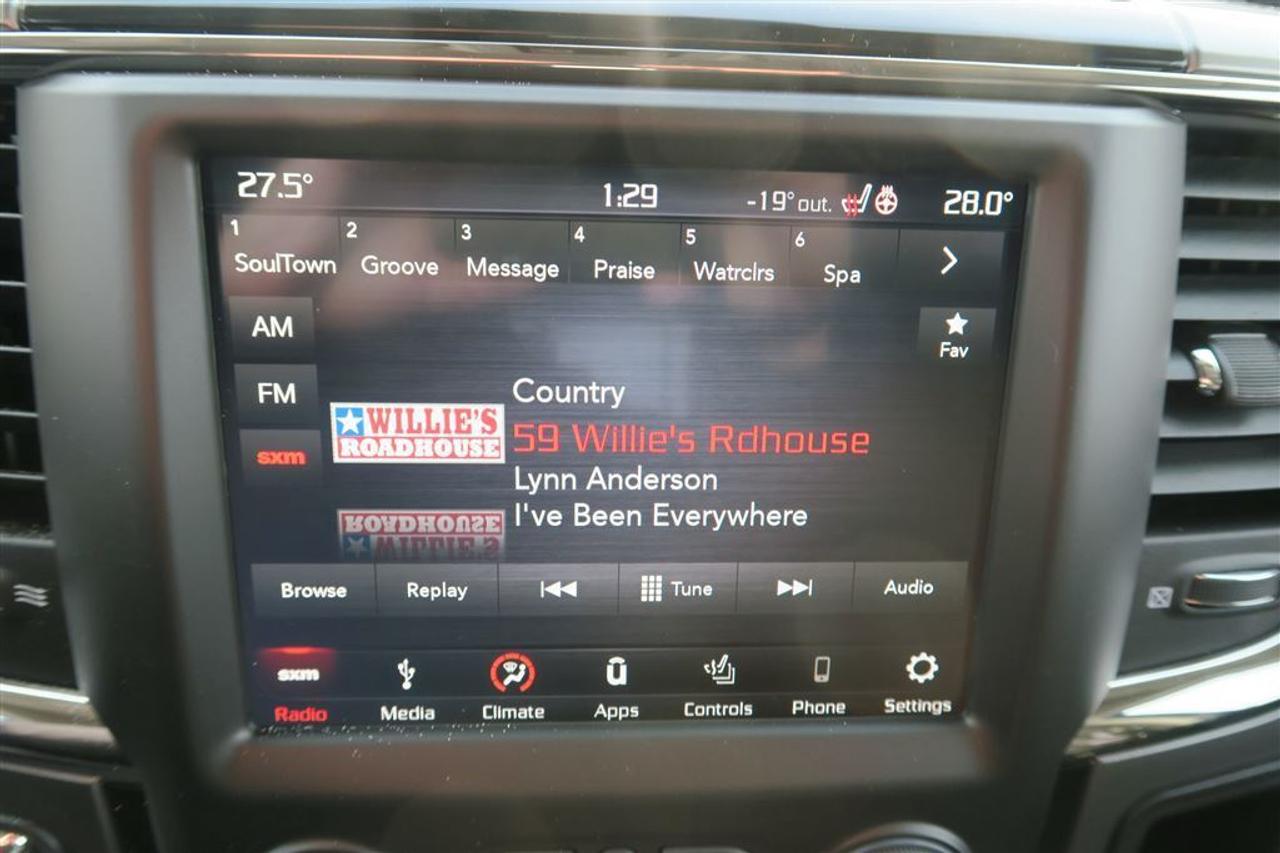 27.5° 1:29 -19° out. 28.0°
1 2 3 4 5 6
SoulTown Groove Message Praise Watrclrs Spa
AM
Fav
FM
Country
WILLIE'S
ROADHOUSE
59 Willie's Rdhouse
sxm
Lynn Anderson
I've Been Everywhere
ROADHOUSE
WILLIE'S
Browse Replay Tune Audio
sxm
Radio Media Climate Apps Controls Phone Settings